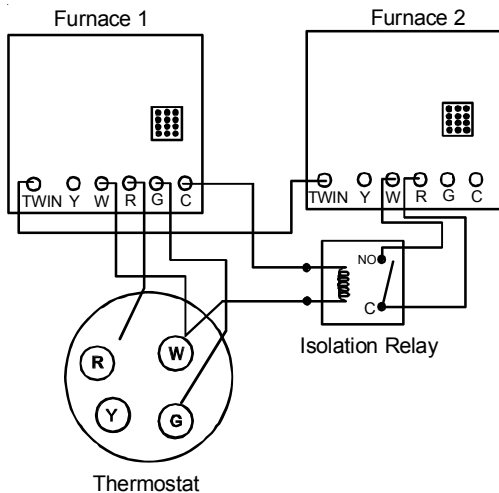 Furnace 1
Furnace 2
TWIN Y W R G C
TWIN Y W R G C
NO
C
Isolation Relay
R
W
Y
G
Thermostat